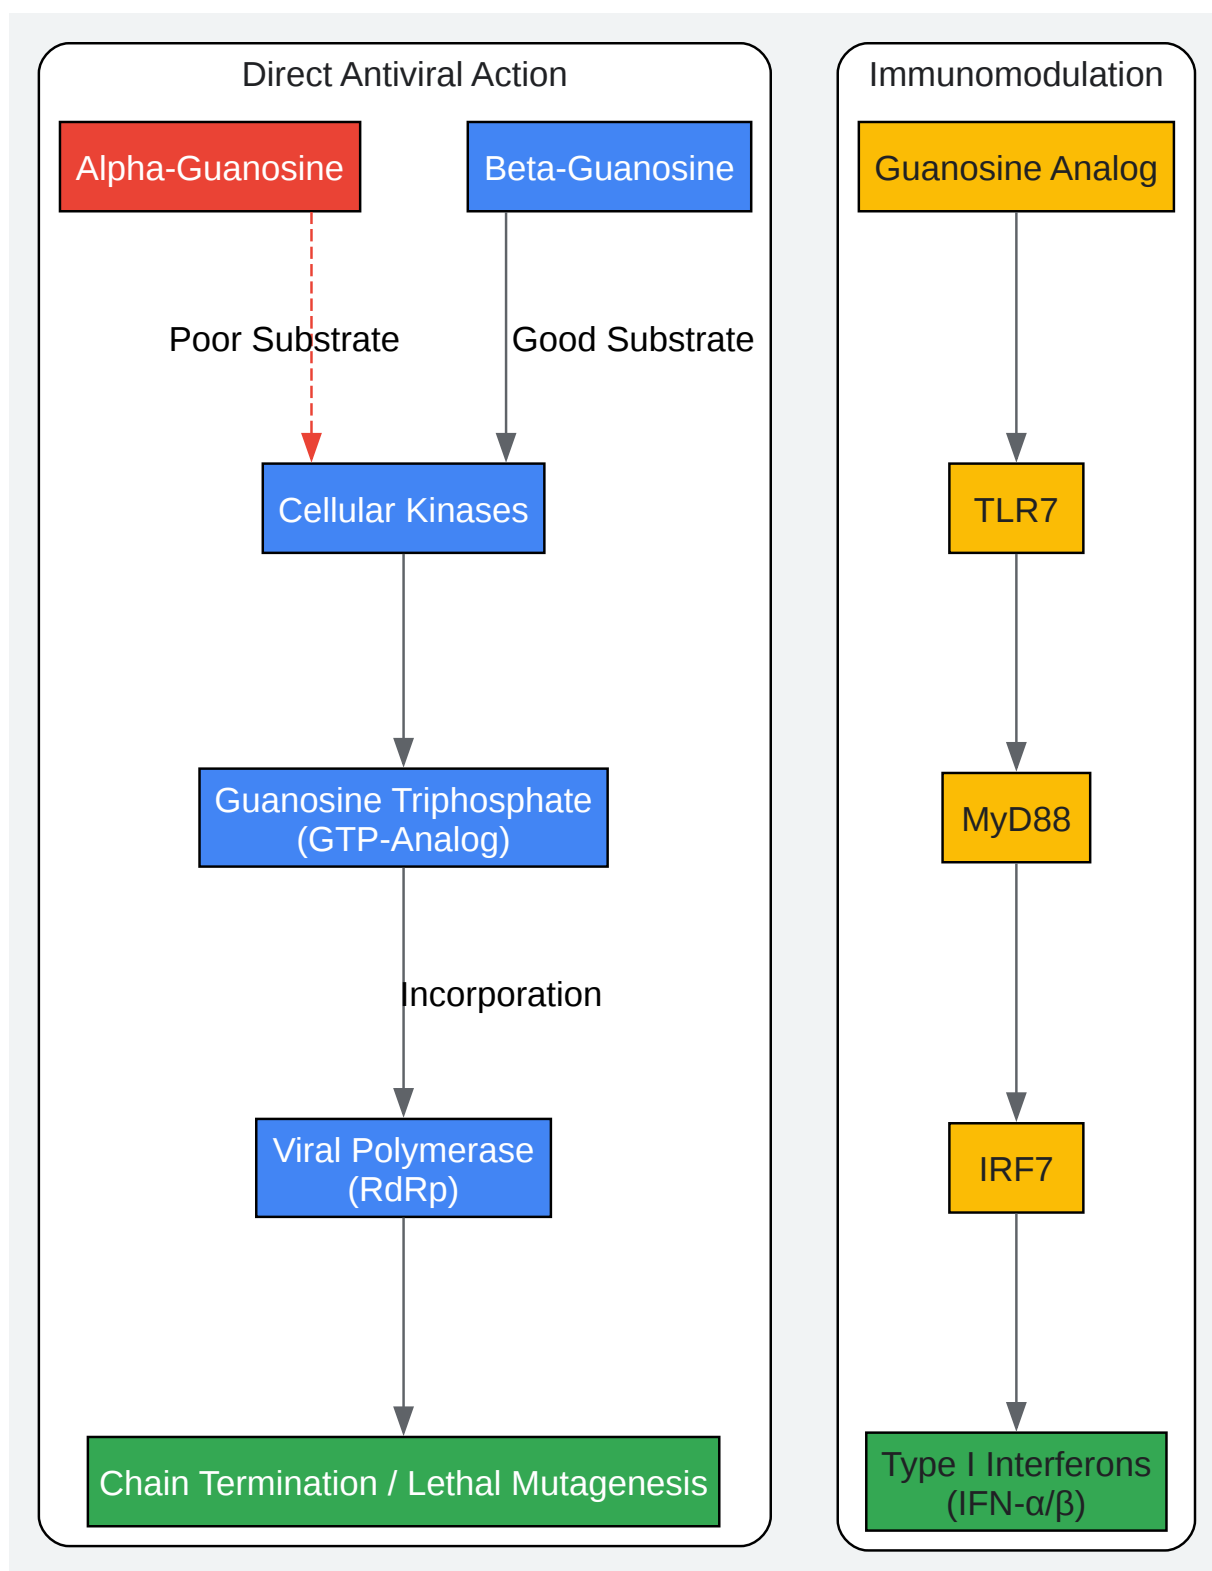 Direct Antiviral Action
Alpha-Guanosine
Beta-Guanosine
Poor Substrate
Good Substrate
Cellular Kinases
Guanosine Triphosphate
(GTP-Analog)
Incorporation
Viral Polymerase
(RdRp)
Chain Termination / Lethal Mutagenesis
Immunomodulation
Guanosine Analog
TLR7
MyD88
IRF7
Type I Interferons
(IFN-α/β)